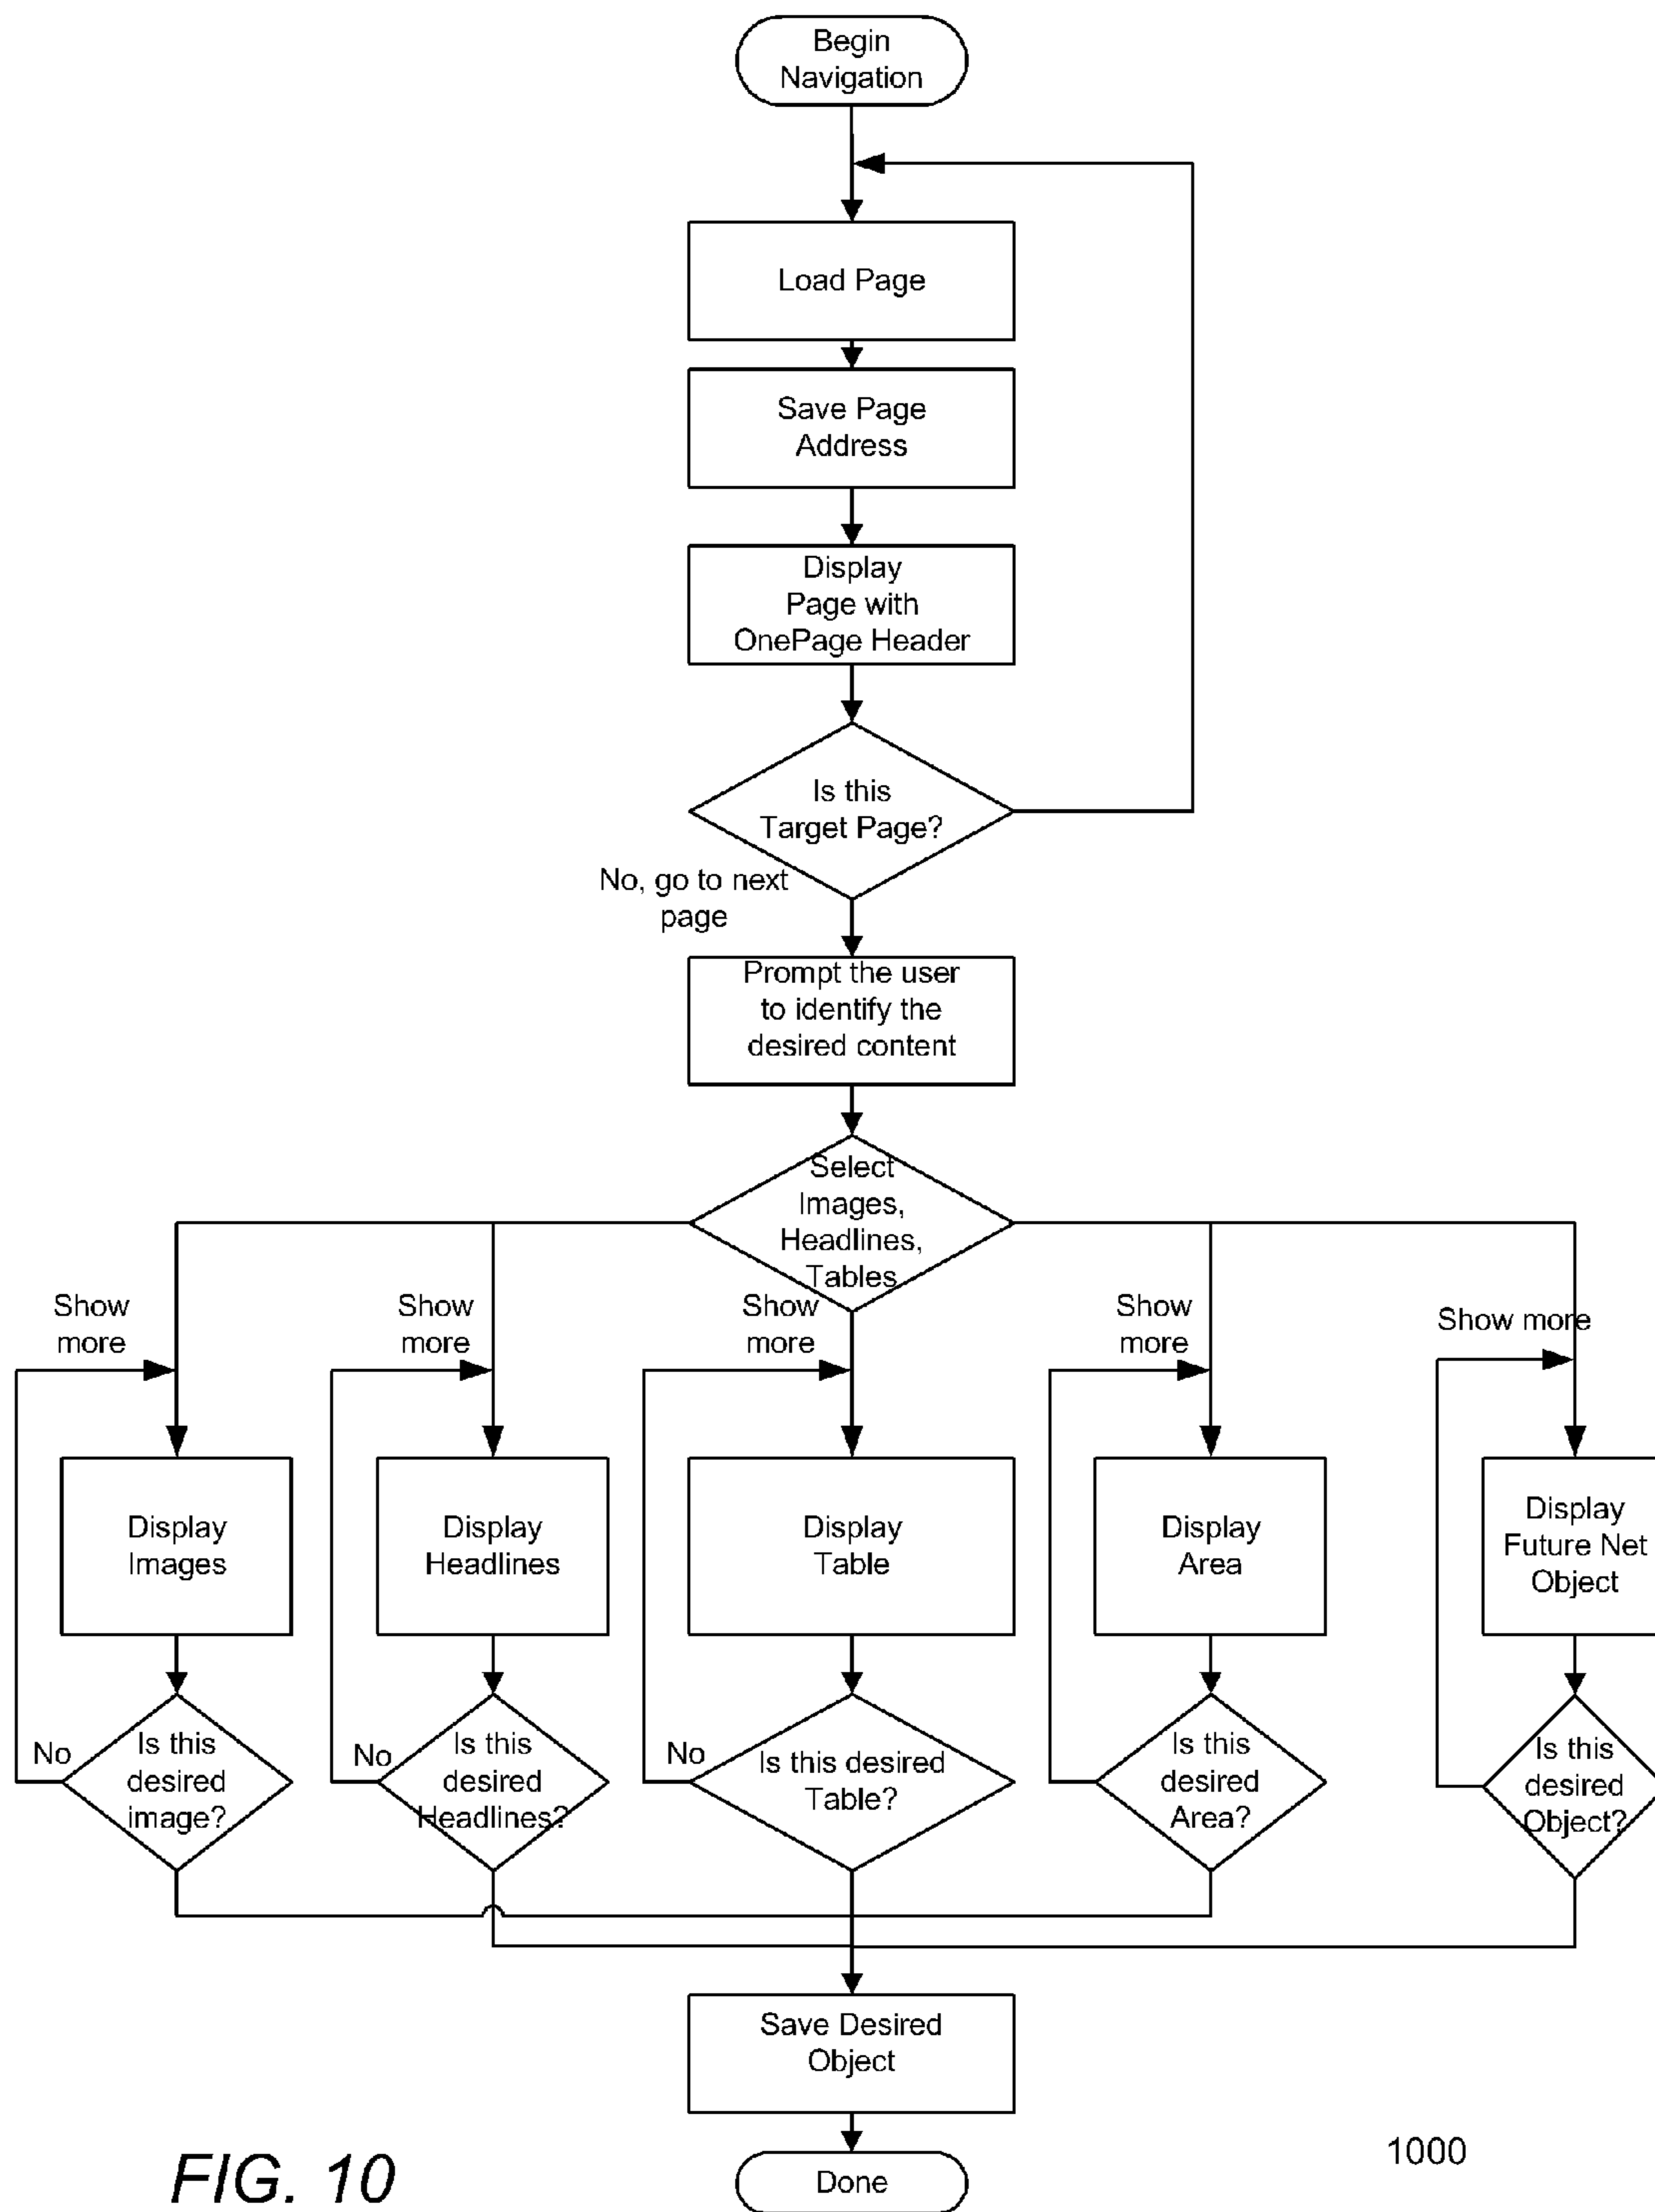 Begin
Navigation
Load Page
Save Page
Address
Display
Page with
OnePage Header
Is this
Target Page?
No, go to next
page
Prompt the user
to identify the
desired content
Select
Images,
Headlines,
Tables
Show
more
Show
more
Show
more
Show
more
Show more
Display
Images
Display
Headlines
Display
Table
Display
Area
Display
Future Net
Object
No
Is this
desired
image?
No
Is this
desired
Headlines?
No
Is this desired
Table?
Is this
desired
Area?
Is this
desired
Object?
Save Desired
Object
Done
FIG. 10
1000